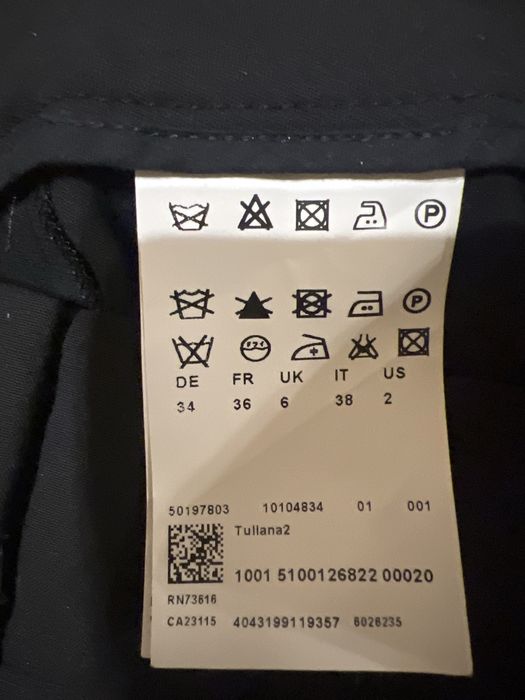 P
P
DE FR UK IT US
34 36 6 38 2
50197803 10104834 01 001
Tuliana2
1001 5100126822 00020
RN73616
CA23115 4043199119357 6026235